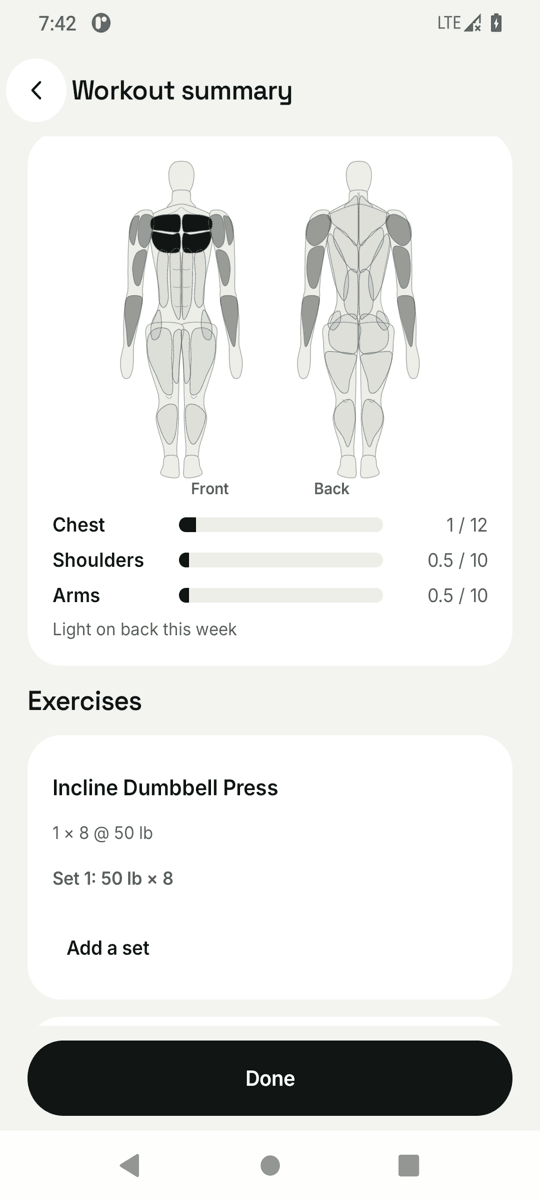 7:42
LTE
Workout summary
Front
Back
Chest
1 / 12
Shoulders
0.5 / 10
Arms
0.5 / 10
Light on back this week
Exercises
Incline Dumbbell Press
1 × 8 @ 50 lb
Set 1: 50 lb × 8
Add a set
Done